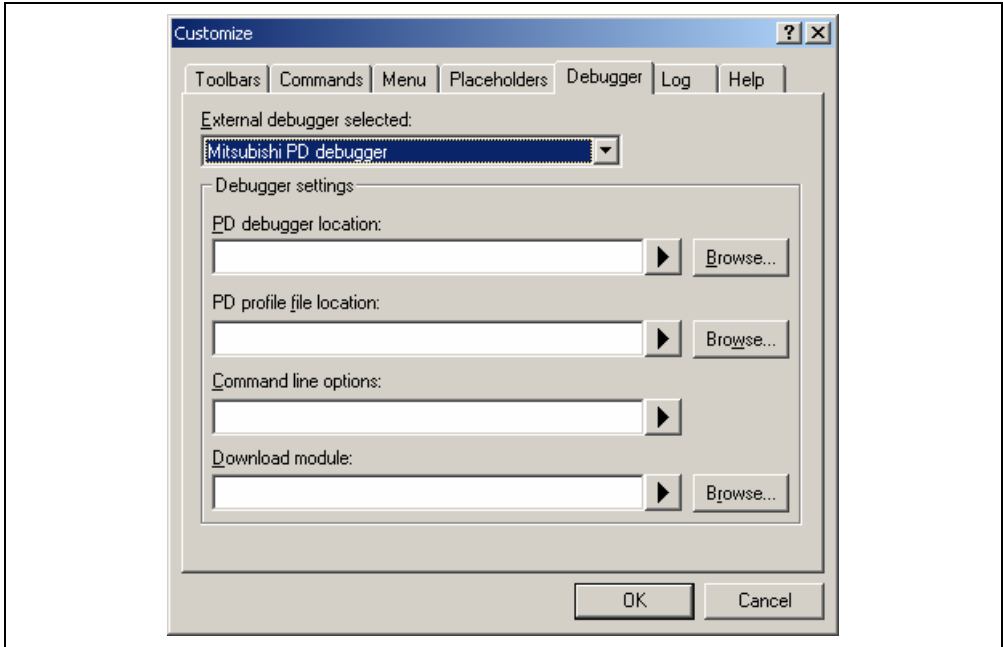 Customize
Toolbars Commands Menu Placeholders Debugger Log Help
External debugger selected:
Mitsubishi PD debugger
Debugger settings
PD debugger location:
Browse...
PD profile file location:
Browse...
Command line options:
Download module:
Browse...
OK Cancel